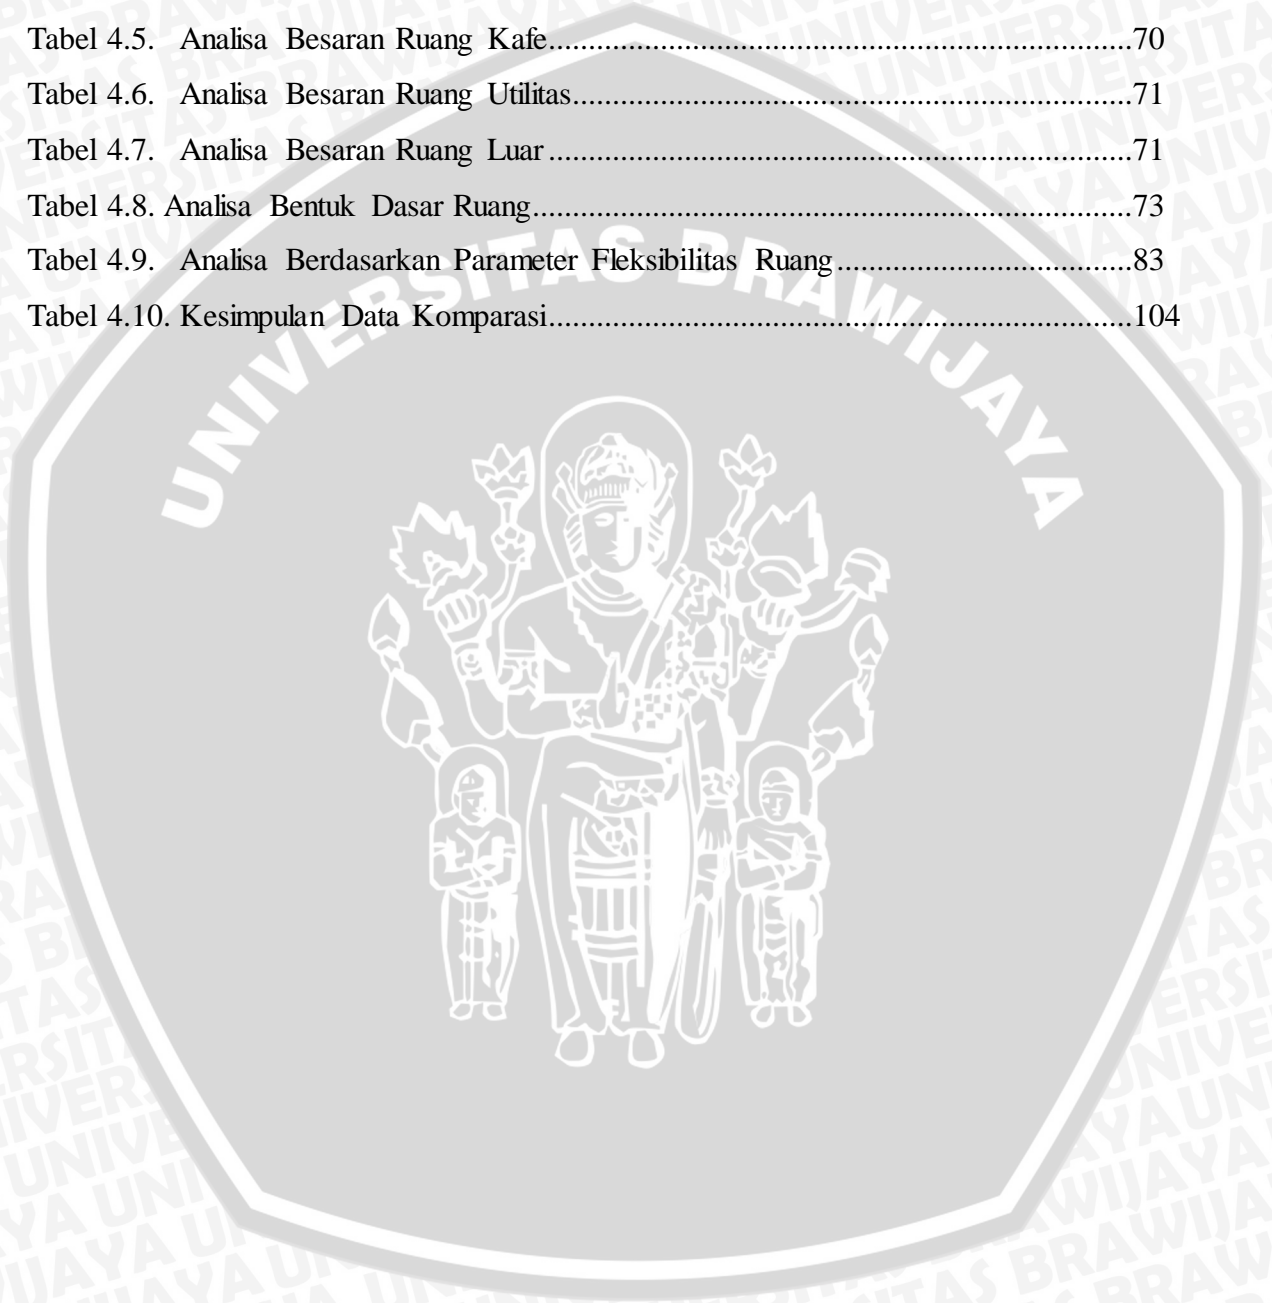 Tabel 4.5. Analisa Besaran Ruang Kafe......................................................................70
Tabel 4.6. Analisa Besaran Ruang Utilitas...................................................................71
Tabel 4.7. Analisa Besaran Ruang Luar......................................................................71
Tabel 4.8. Analisa Bentuk Dasar Ruang........................................................................73
Tabel 4.9. Analisa Berdasarkan Parameter Fleksibilitas Ruang...................................83
Tabel 4.10. Kesimpulan Data Komparasi......................................................................104
UNIVERSITAS BRAWIJAYA